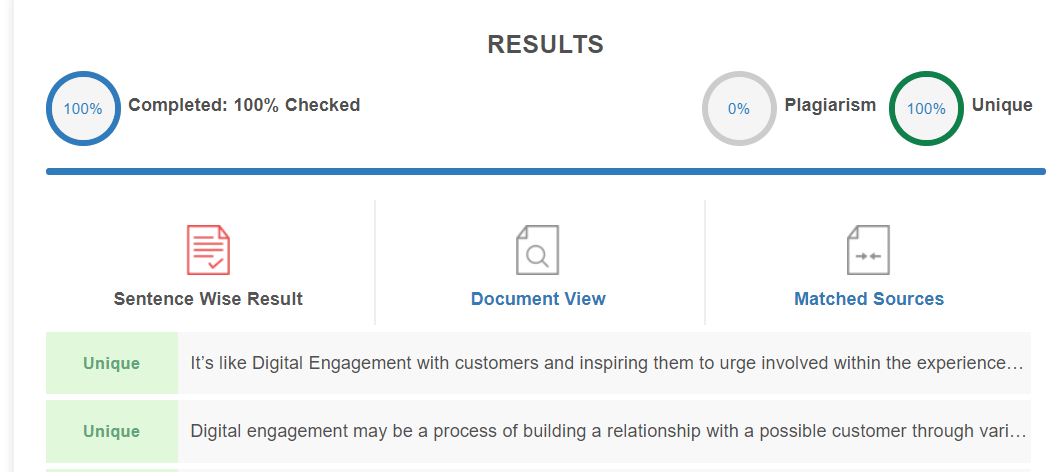 RESULTS
100% Completed: 100% Checked 0% Plagiarism 100% Unique
Sentence Wise Result Document View Matched Sources
Unique It’s like Digital Engagement with customers and inspiring them to urge involved within the experience…
Unique Digital engagement may be a process of building a relationship with a possible customer through vari…